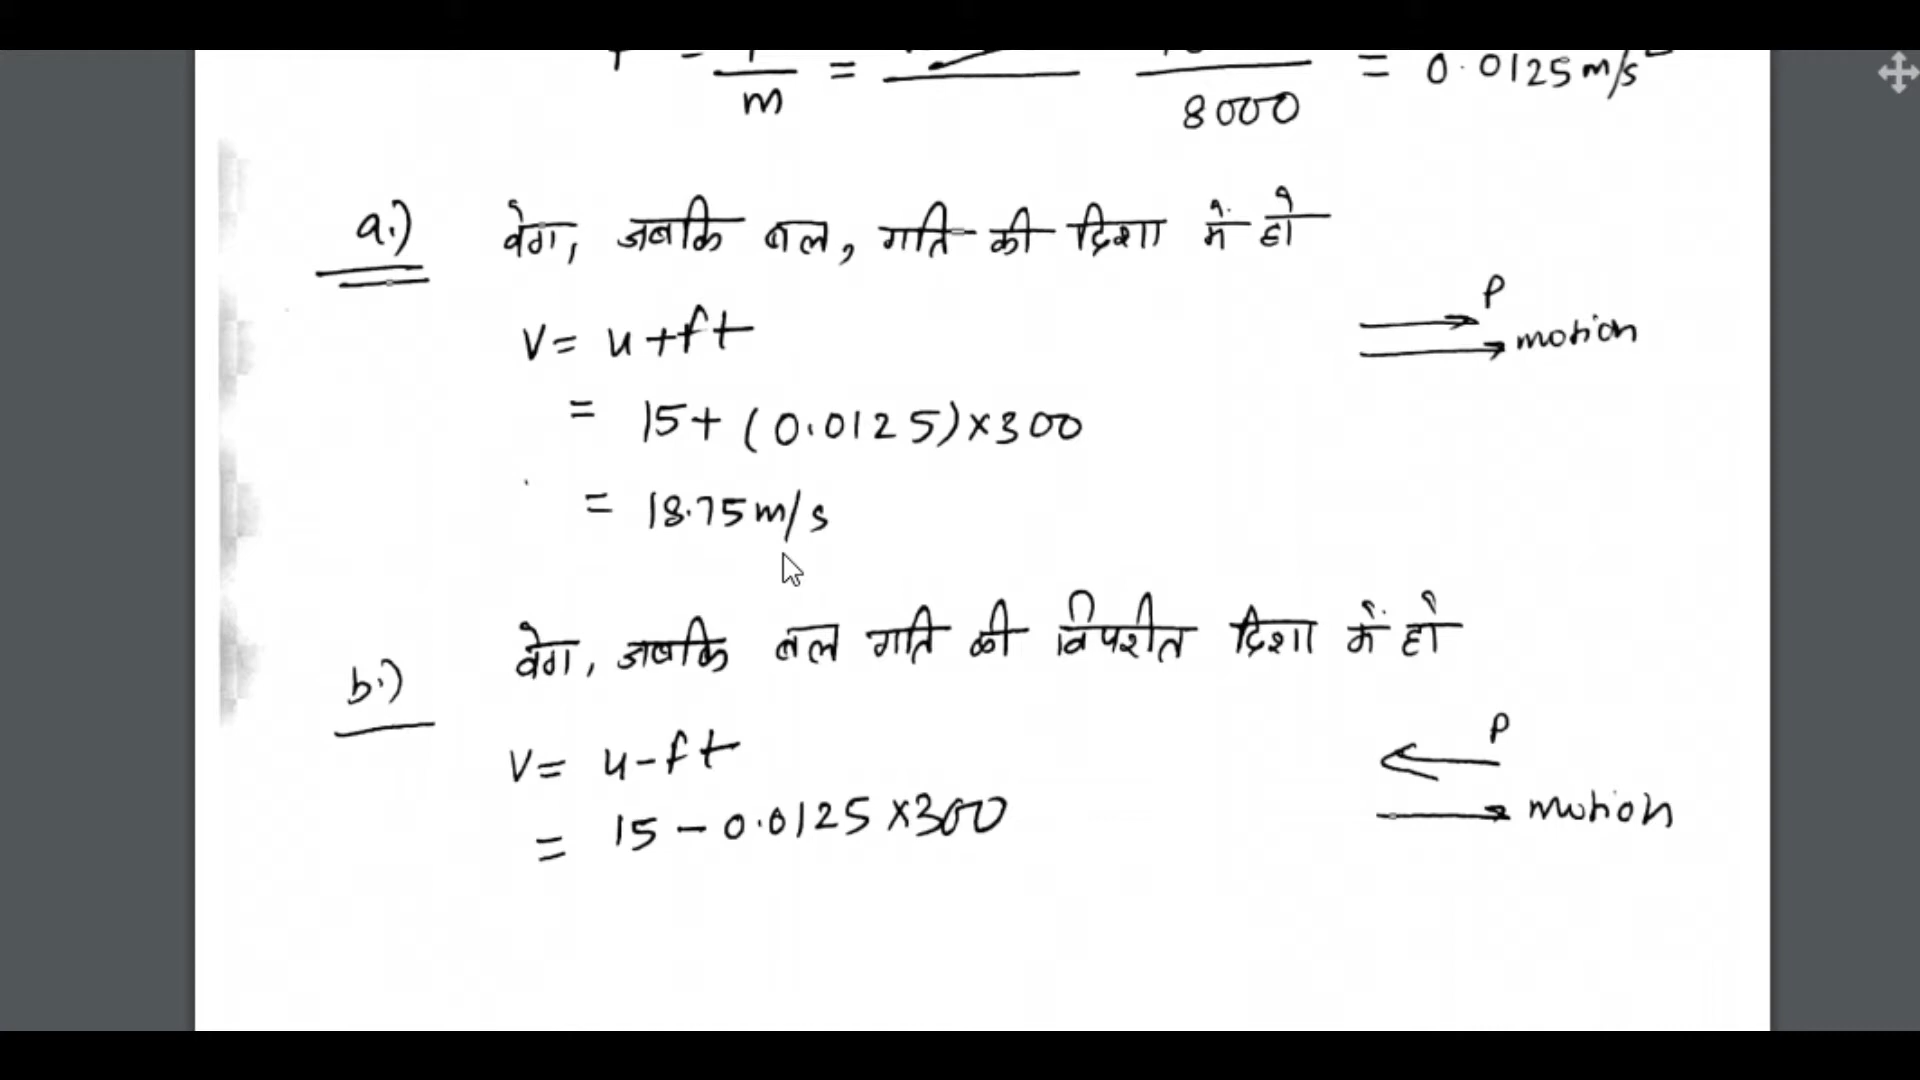 m = 8000 = 0.0125 m/s
a.) वेग, जबकि बल, गति की दिशा में हो
P
V = u+ft
motion
= 15+(0.0125)×300
= 18.75 m/s
b.) वेग, जबकि बल गति की विपरीत दिशा में हो
P
V = u-ft
motion
= 15 - 0.0125×300